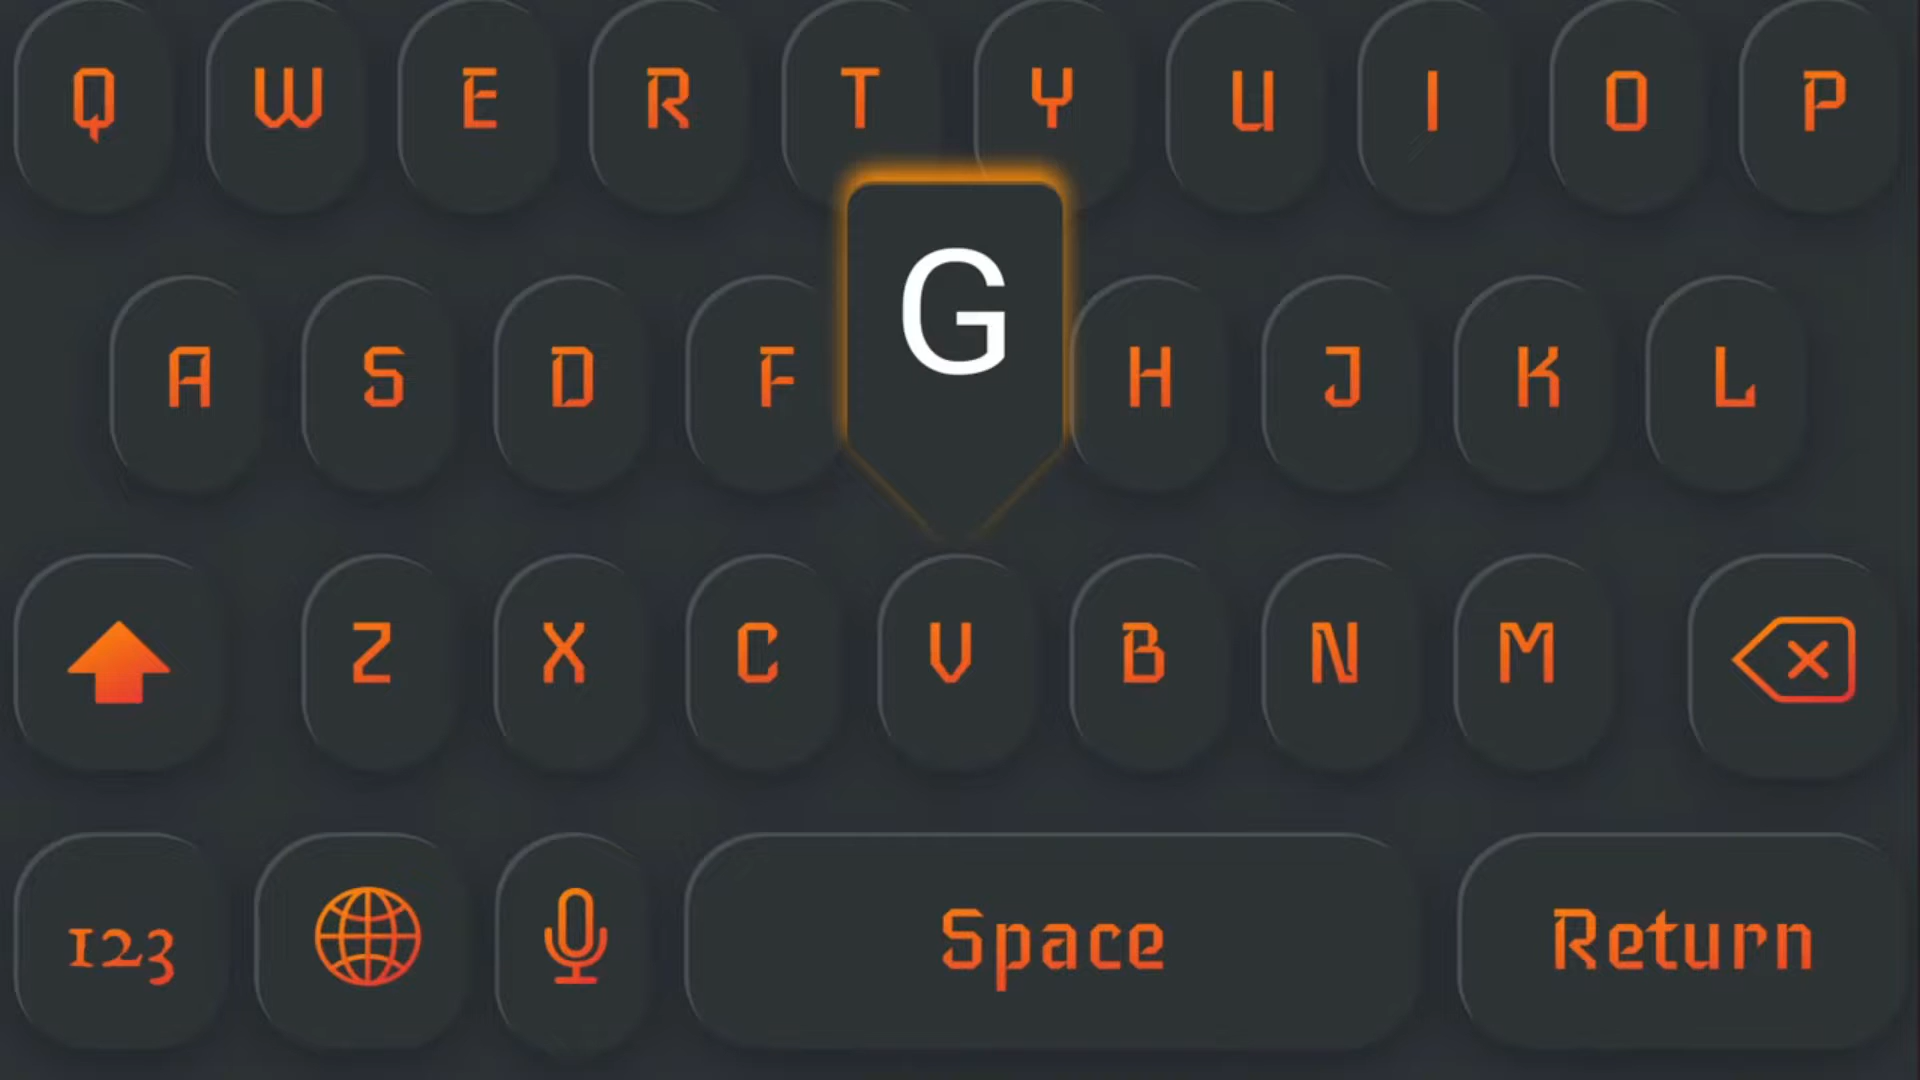 Q W E R T Y U I O P
A S D F G H J K L
Z X C V B N M
123 Space Return